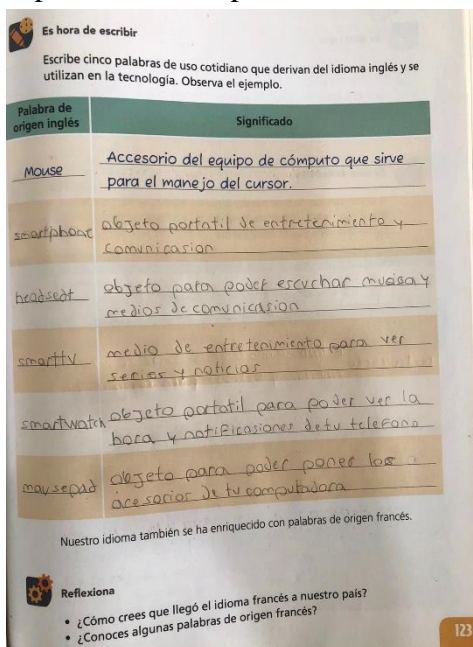 Es hora de escribir
Escribe cinco palabras de uso cotidiano que derivan del idioma inglés y se
utilizan en la tecnología. Observa el ejemplo.
Palabra de
origen inglés
Significado
Mouse
Accesorio del equipo de cómputo que sirve
para el manejo del cursor.
smartphone
objeto portatil de entretenimiento y
comunicasion
headseat
objeto para poder escuchar y
medios de comunicasion
smarttv
medio de entretenimiento para ver
series y noticias
smartwatch
objeto portatil para poder ver la
hora y notificasiones de tu telefono
mausepad
objeto para poder poner los
acesorios de tu computadora
Nuestro idioma también se ha enriquecido con palabras de origen francés.
Reflexiona
• ¿Cómo crees que llegó el idioma francés a nuestro país?
• ¿Conoces algunas palabras de origen francés?
123